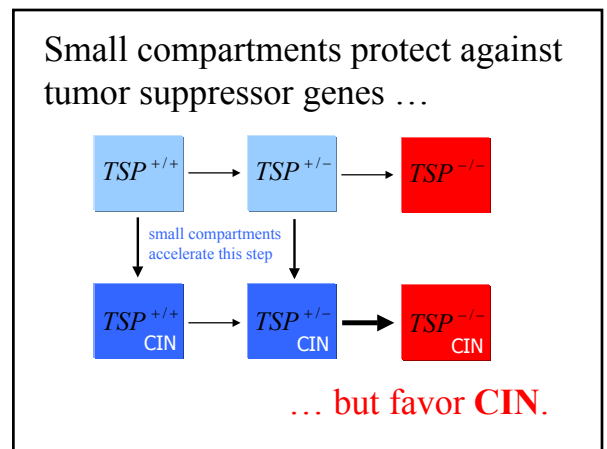 Small compartments protect against
tumor suppressor genes …
TSP +/+ TSP +/− TSP −/−
small compartments
accelerate this step
TSP +/+ TSP +/− TSP −/−
CIN CIN CIN
… but favor CIN.